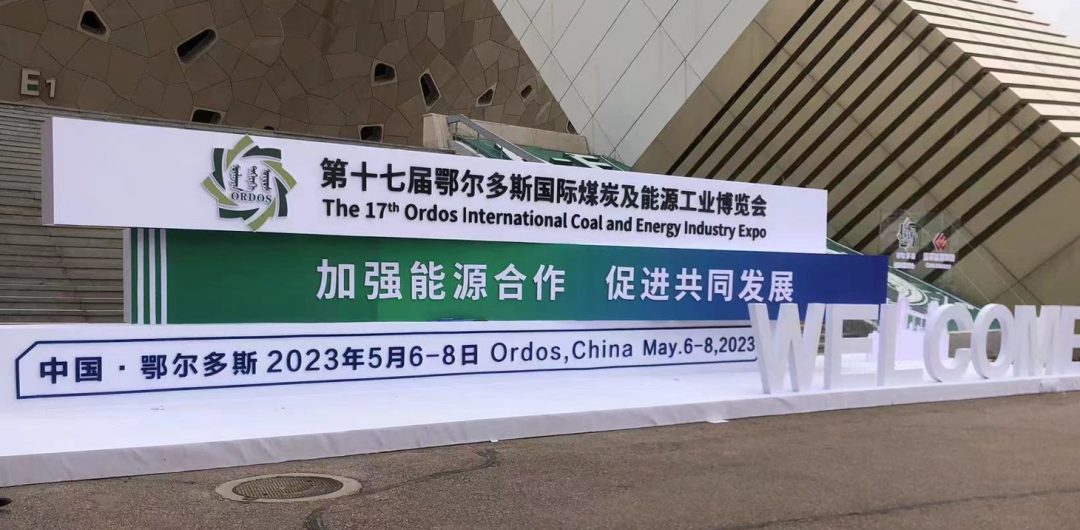 E1
ORDOS
第十七届鄂尔多斯国际煤炭及能源工业博览会
The 17th Ordos International Coal and Energy Industry Expo
加强能源合作 促进共同发展
中国·鄂尔多斯 2023年5月6-8日 Ordos,China May.6-8,2023
WELCOME